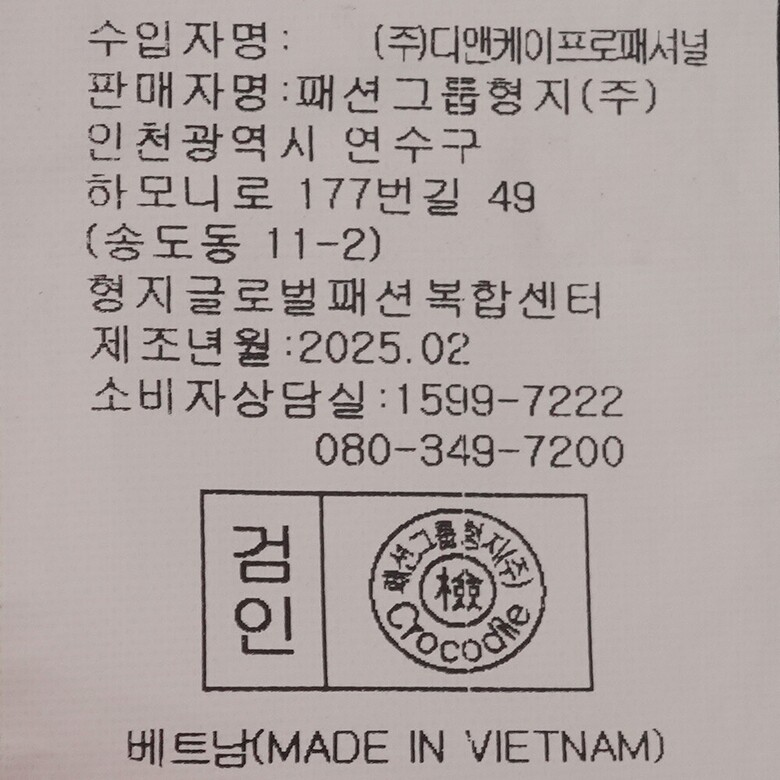 수입자명: (주)디앤케이프로패셔널
판매자명:패션그룹형지(주)
인천광역시 연수구
하모니로 177번길 49
(송도동 11-2)
형지글로벌패션복합센터
제조년월:2025.02
소비자상담실:1599-7222
080-349-7200
검인
패션그룹형지(주)
檢
Crocodile
베트남(MADE IN VIETNAM)